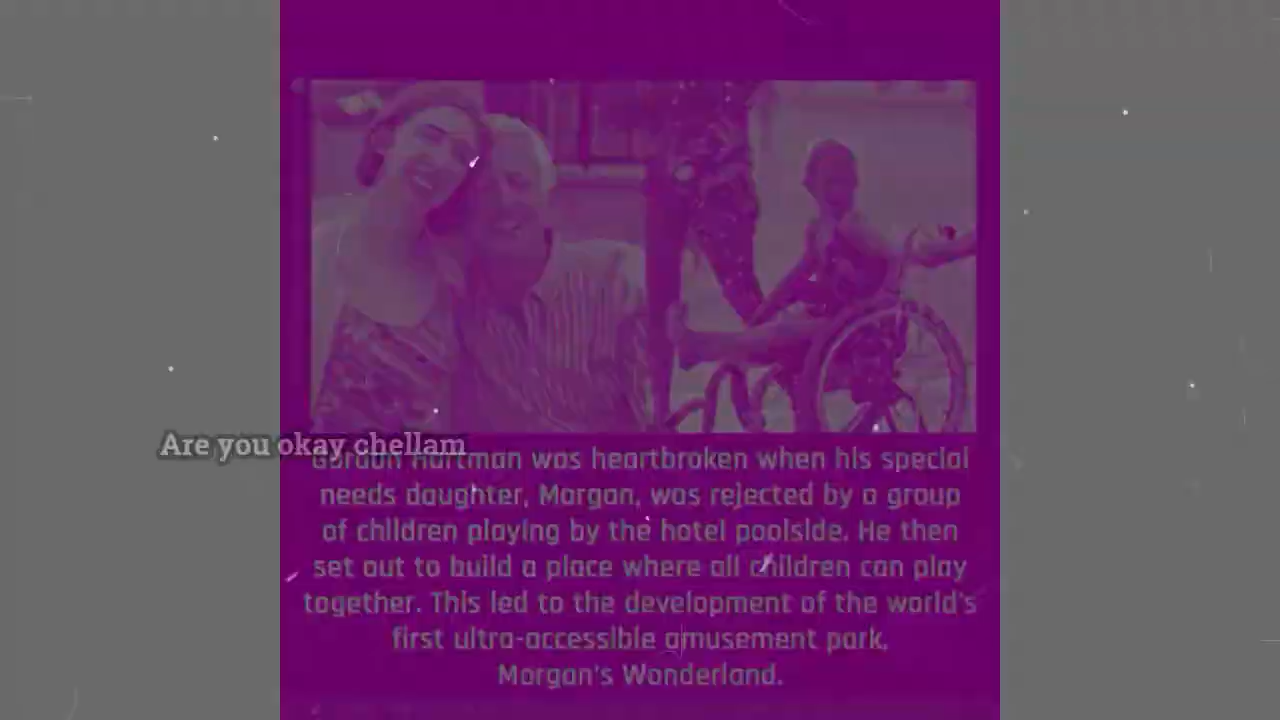 Are you okay chellam
Gordon Hartman was heartbroken when his special
needs daughter, Morgan, was rejected by a group
of children playing by the hotel poolside. He then
set out to build a place where all children can play
together. This led to the development of the world's
first ultra-accessible amusement park,
Morgan's Wonderland.